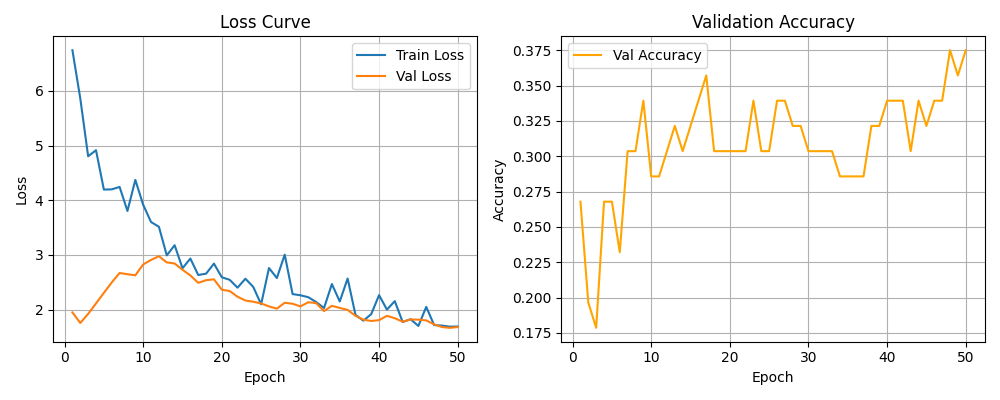 Loss Curve
Train Loss
Val Loss
Loss
6
5
4
3
2
0
10
20
30
40
50
Epoch
Validation Accuracy
Val Accuracy
Accuracy
0.375
0.350
0.325
0.300
0.275
0.250
0.225
0.200
0.175
0
10
20
30
40
50
Epoch